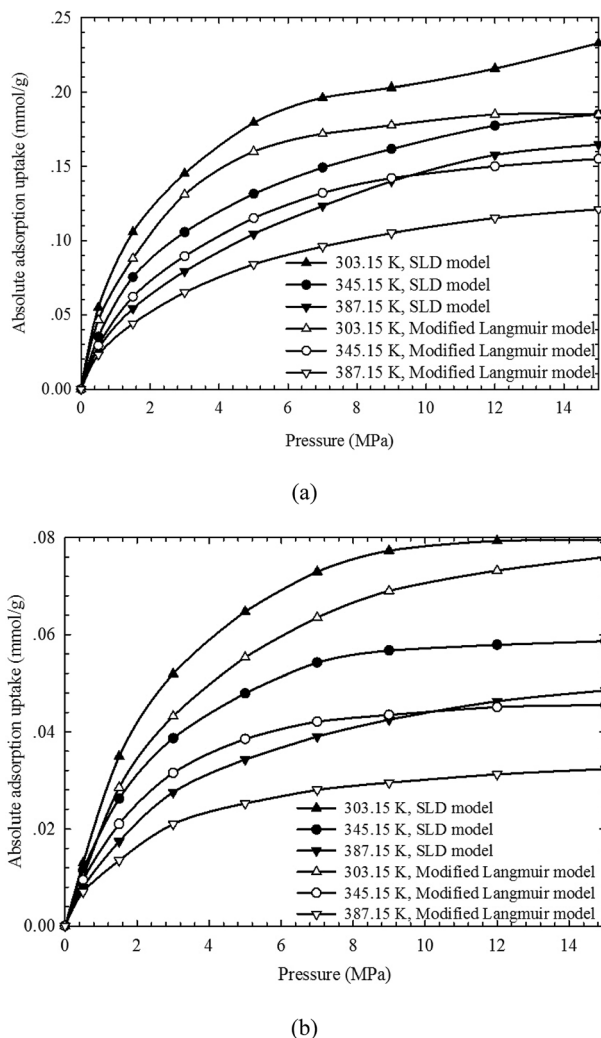 .25
.20
.15
.10
.05
0.00
Absolute adsorption uptake (mmol/g)
303.15 K, SLD model
345.15 K, SLD model
387.15 K, SLD model
303.15 K, Modified Langmuir model
345.15 K, Modified Langmuir model
387.15 K, Modified Langmuir model
0 2 4 6 8 10 12 14
Pressure (MPa)
(a)
.08
.06
.04
.02
0.00
Absolute adsorption uptake (mmol/g)
303.15 K, SLD model
345.15 K, SLD model
387.15 K, SLD model
303.15 K, Modified Langmuir model
345.15 K, Modified Langmuir model
387.15 K, Modified Langmuir model
0 2 4 6 8 10 12 14
Pressure (MPa)
(b)